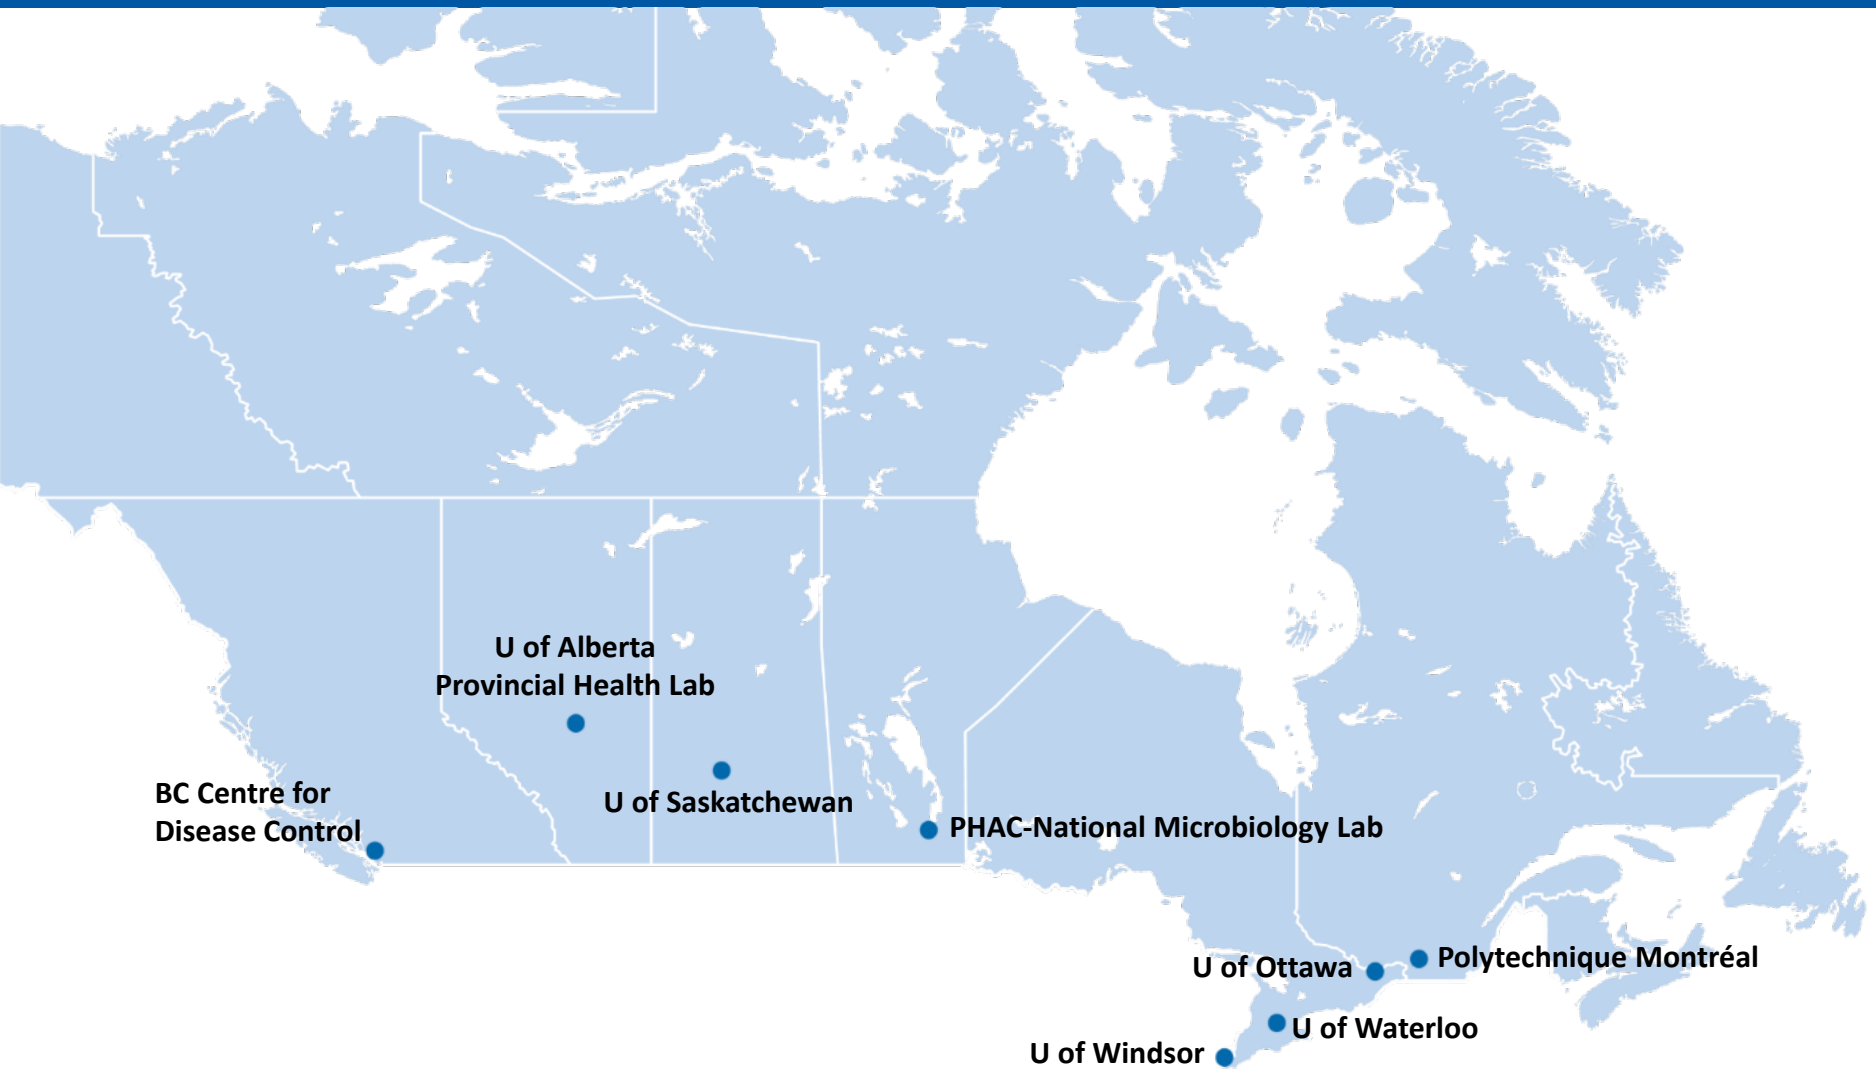 U of Alberta
Provincial Health Lab
BC Centre for
Disease Control
U of Saskatchewan
PHAC-National Microbiology Lab
U of Ottawa
Polytechnique Montréal
U of Waterloo
U of Windsor